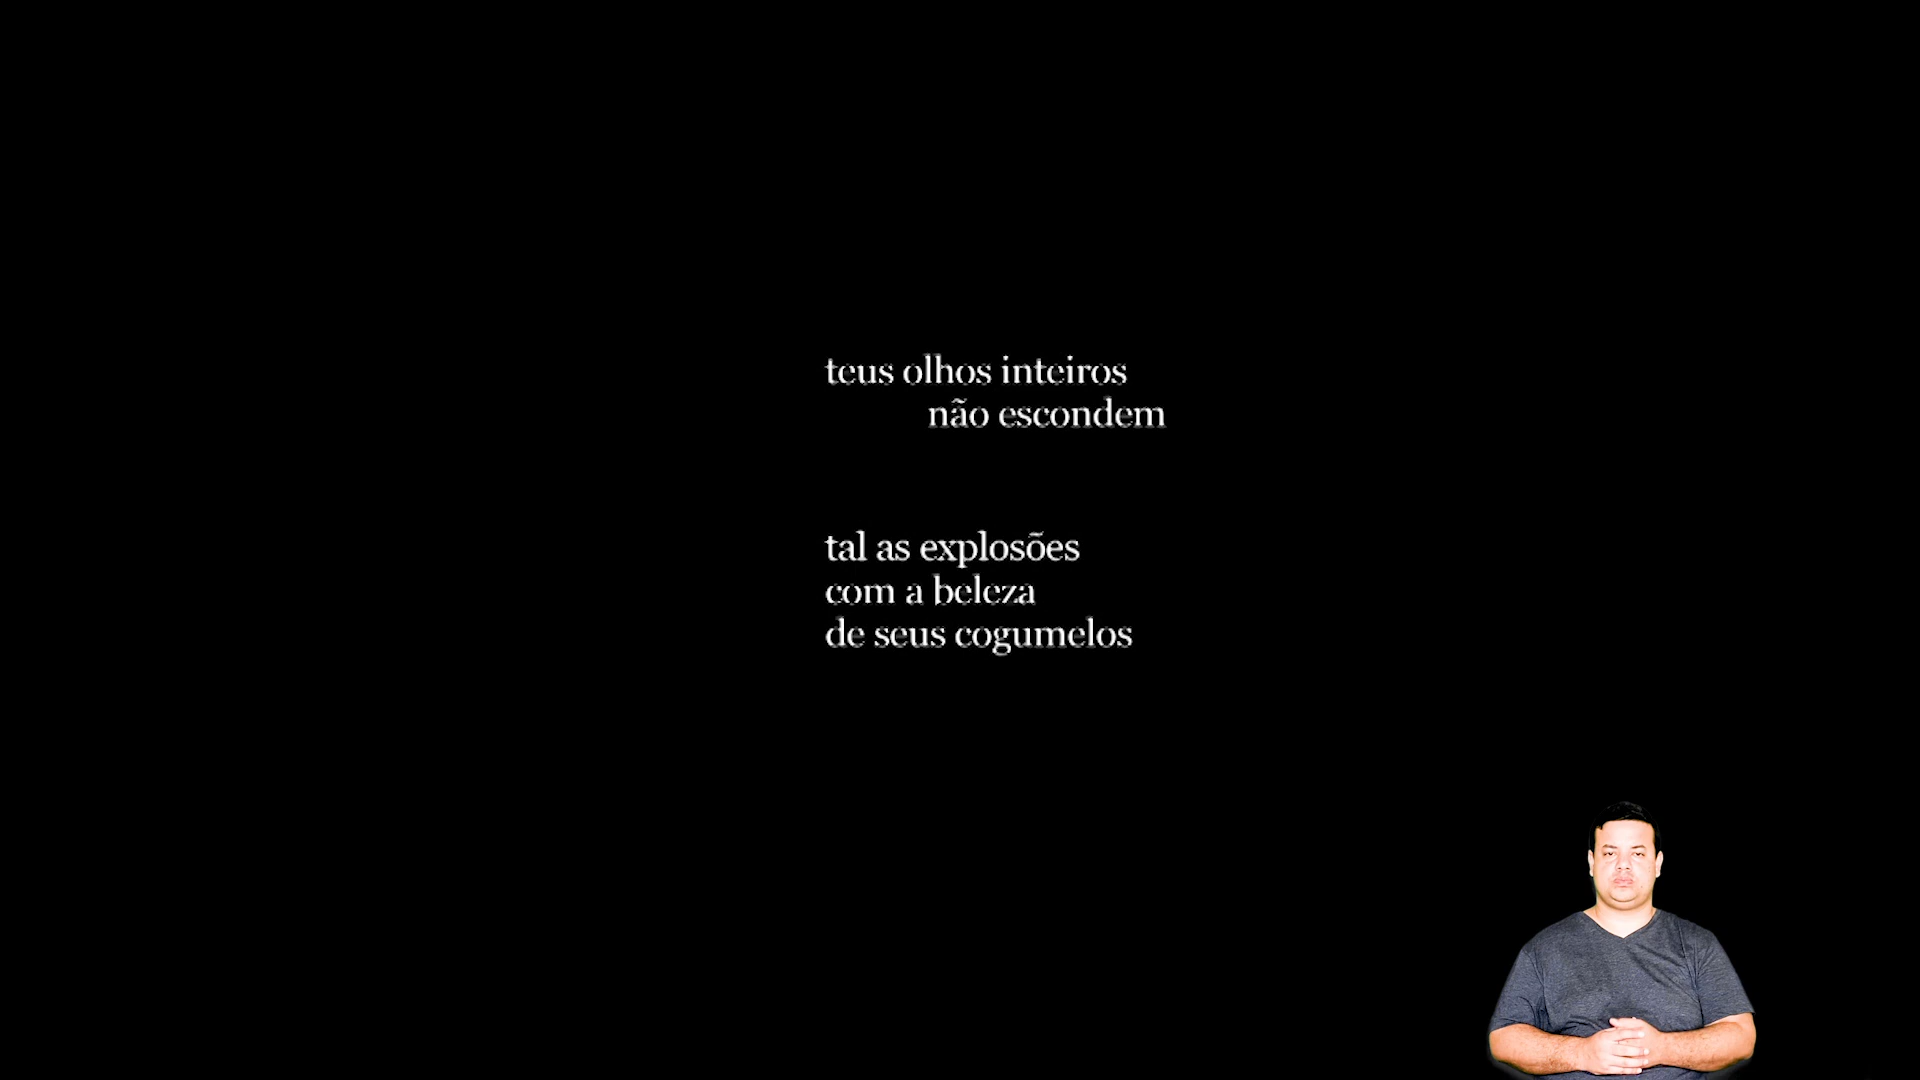 teus olhos inteiros
não escondem
tal as explosões
com a beleza
de seus cogumelos